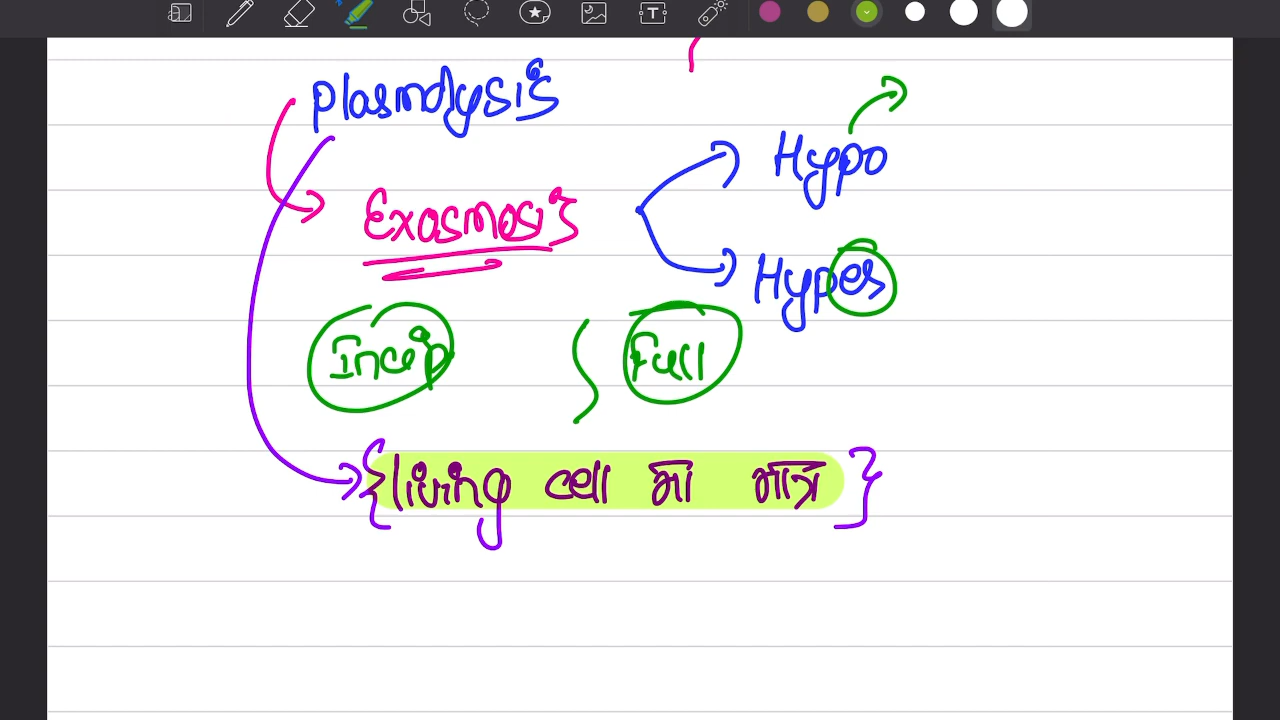 Plasmolysis
Hypo
Exosmosis
Hyper
Incip
Full
{living cell मा मात्र}